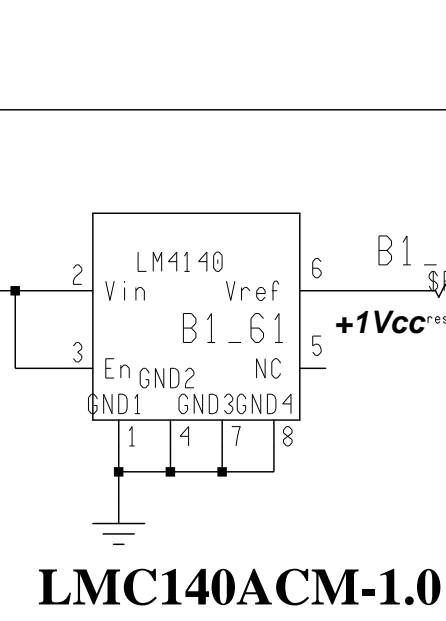 LM4140
2 Vin Vref 6
B1_
B1_61
+1Vcc res
3 En NC 5
GND2
GND1 GND3 GND4
1 4 7 8
LMC140ACM-1.0